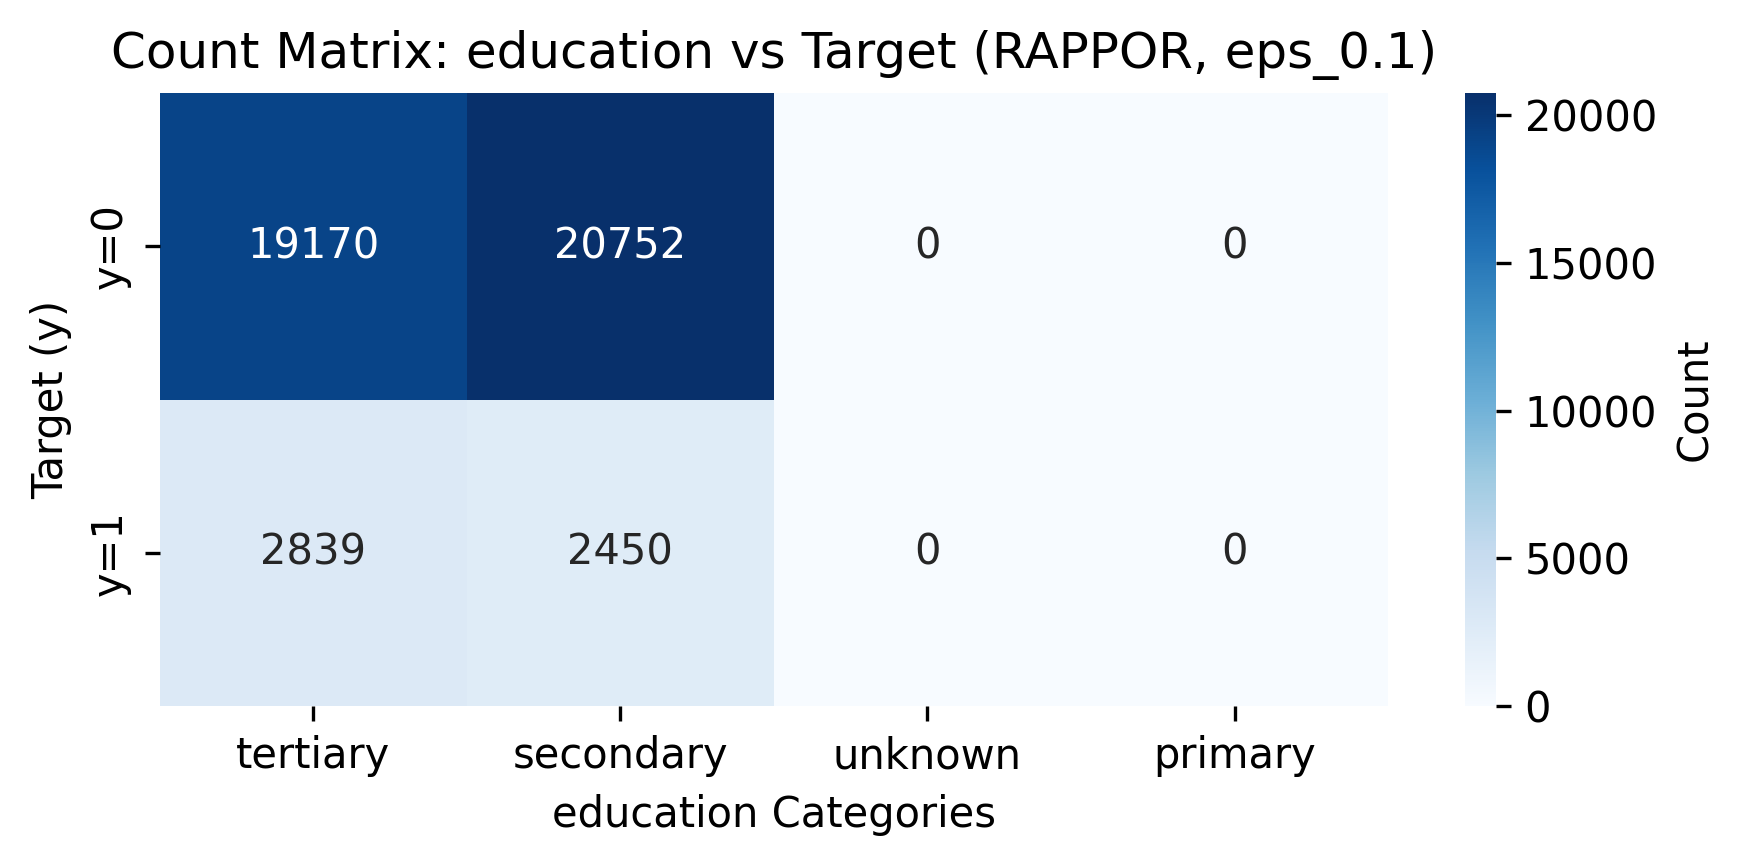 Count Matrix: education vs Target (RAPPOR, eps_0.1)
Target (y)
y=0
19170 20752 0 0
y=1
2839 2450 0 0
tertiary secondary unknown primary
education Categories
20000
15000
10000
5000
0
Count